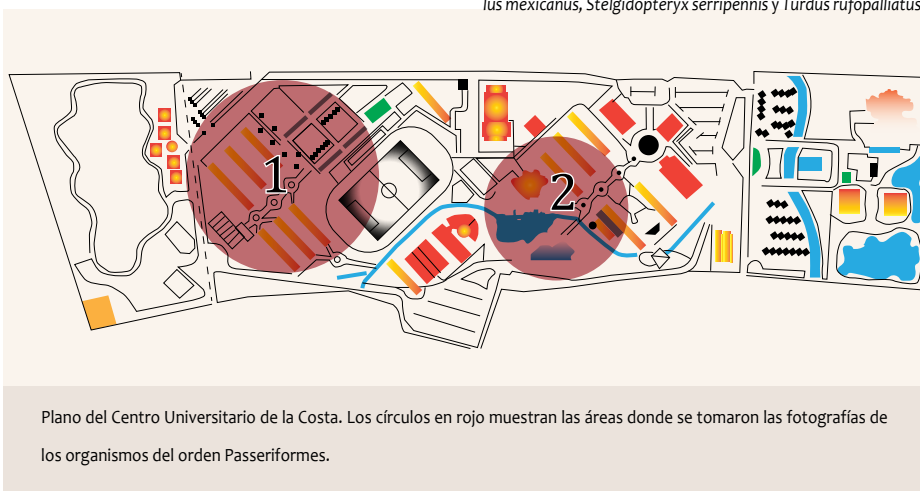 lus mexicanus, Stelgidopteryx serripennis y Turdus rufopalliatus
1
2
Plano del Centro Universitario de la Costa. Los círculos en rojo muestran las áreas donde se tomaron las fotografías de
los organismos del orden Passeriformes.